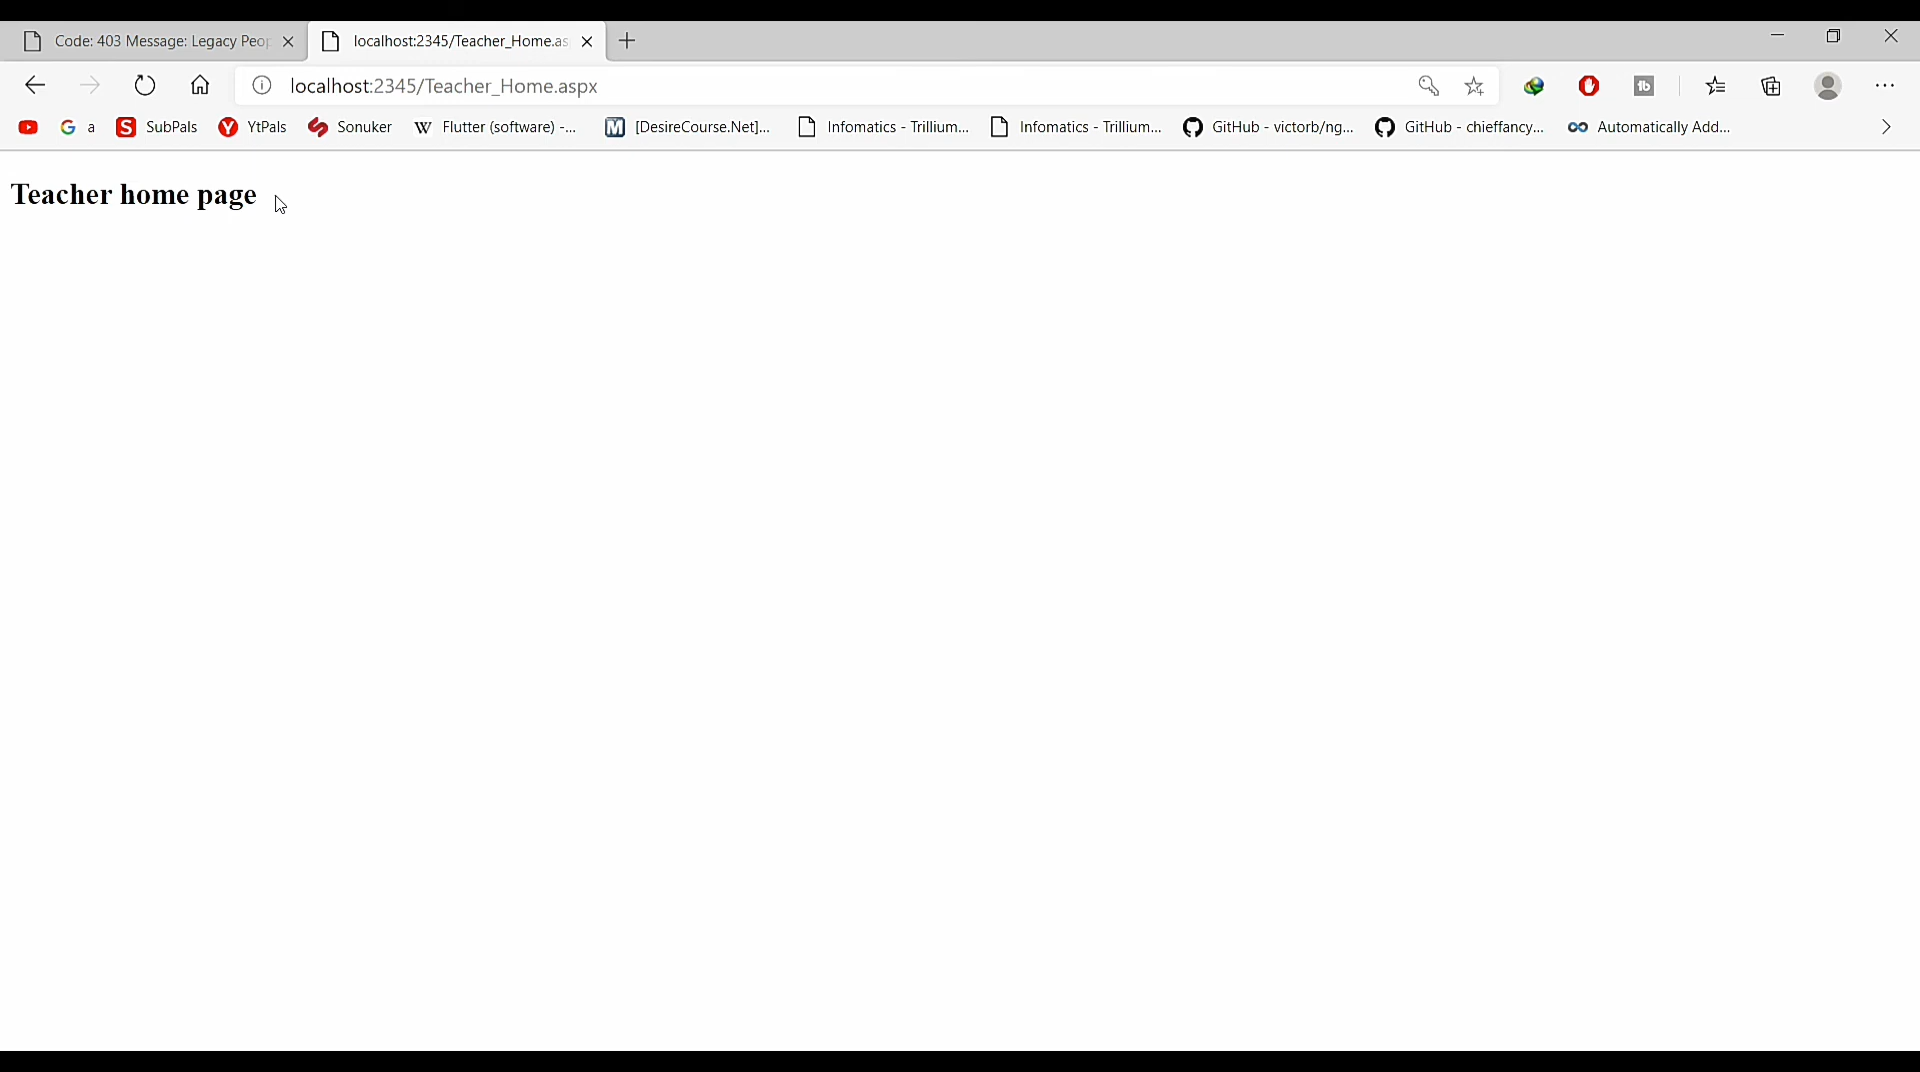 Code: 403 Message: Legacy Peop
localhost:2345/Teacher_Home.as
localhost:2345/Teacher_Home.aspx
a SubPals YtPals Sonuker Flutter (software) -... [DesireCourse.Net]... Infomatics - Trillium... Infomatics - Trillium... GitHub - victorb/ng... GitHub - chieffancy... Automatically Add...
Teacher home page